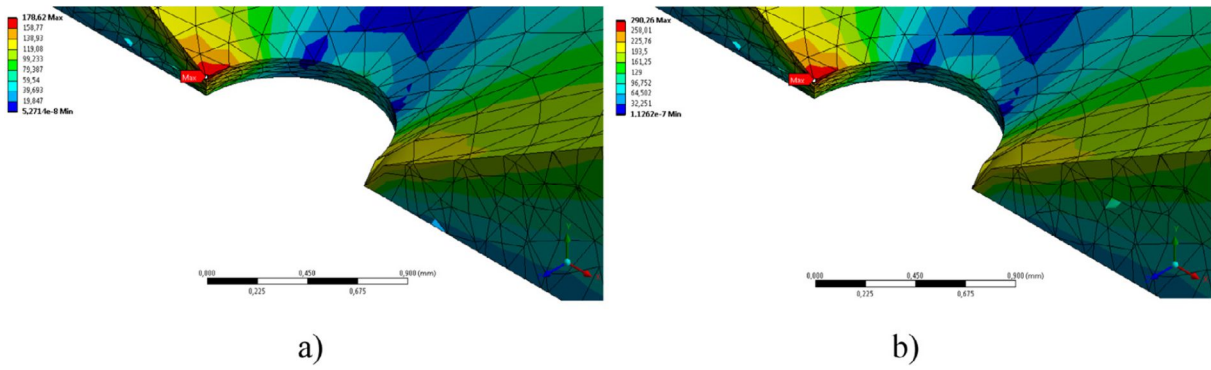 178,62 Max
158,77
138,93
119,08
99,233
79,387
59,54
39,693
19,847
5,2714e-8 Min
Max
0,000
0,450
0,900 (mm)
0,225
0,675
Y
a)
290,26 Max
258,01
225,76
193,5
161,25
129
96,752
64,502
32,251
1,1262e-7 Min
Max
0,000
0,450
0,900 (mm)
0,225
0,675
Y
b)